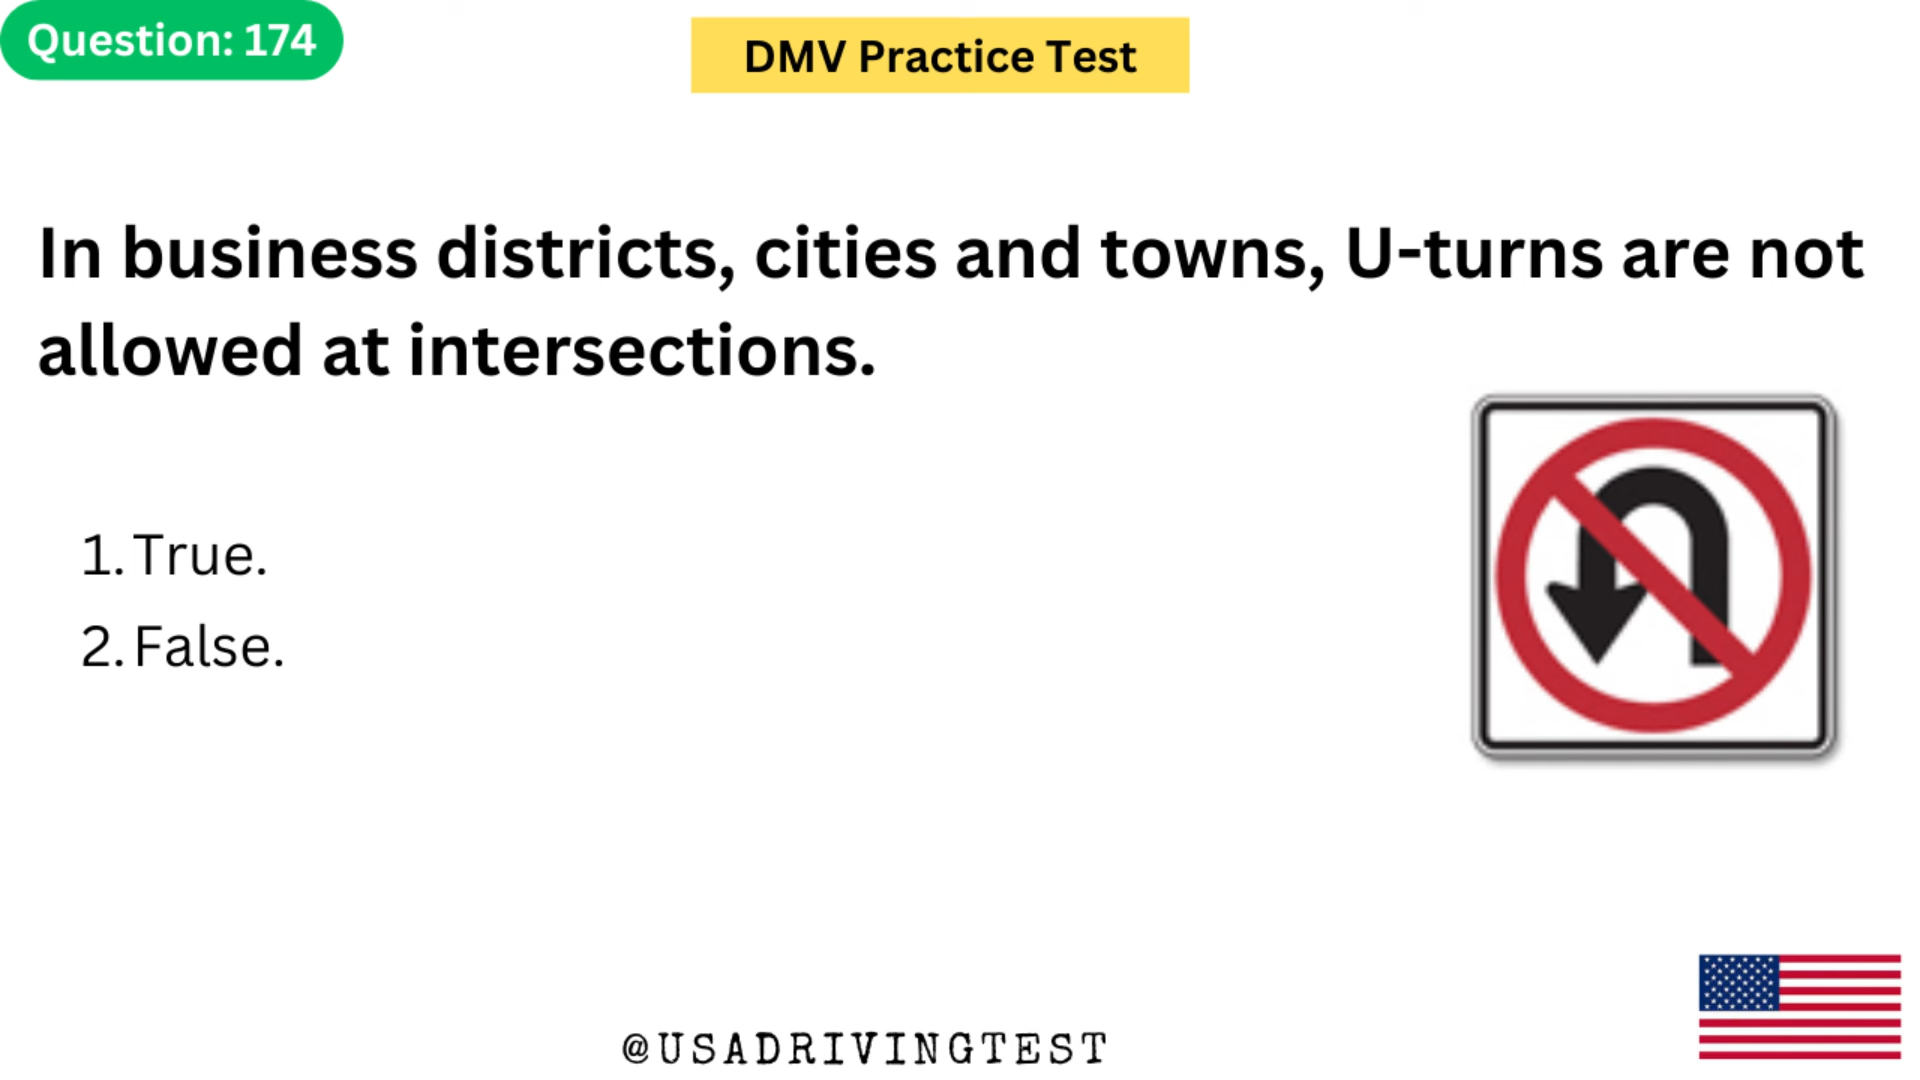 Question: 174
DMV Practice Test
In business districts, cities and towns, U-turns are not
allowed at intersections.
1. True.
2. False.
@USADRIVINGTEST